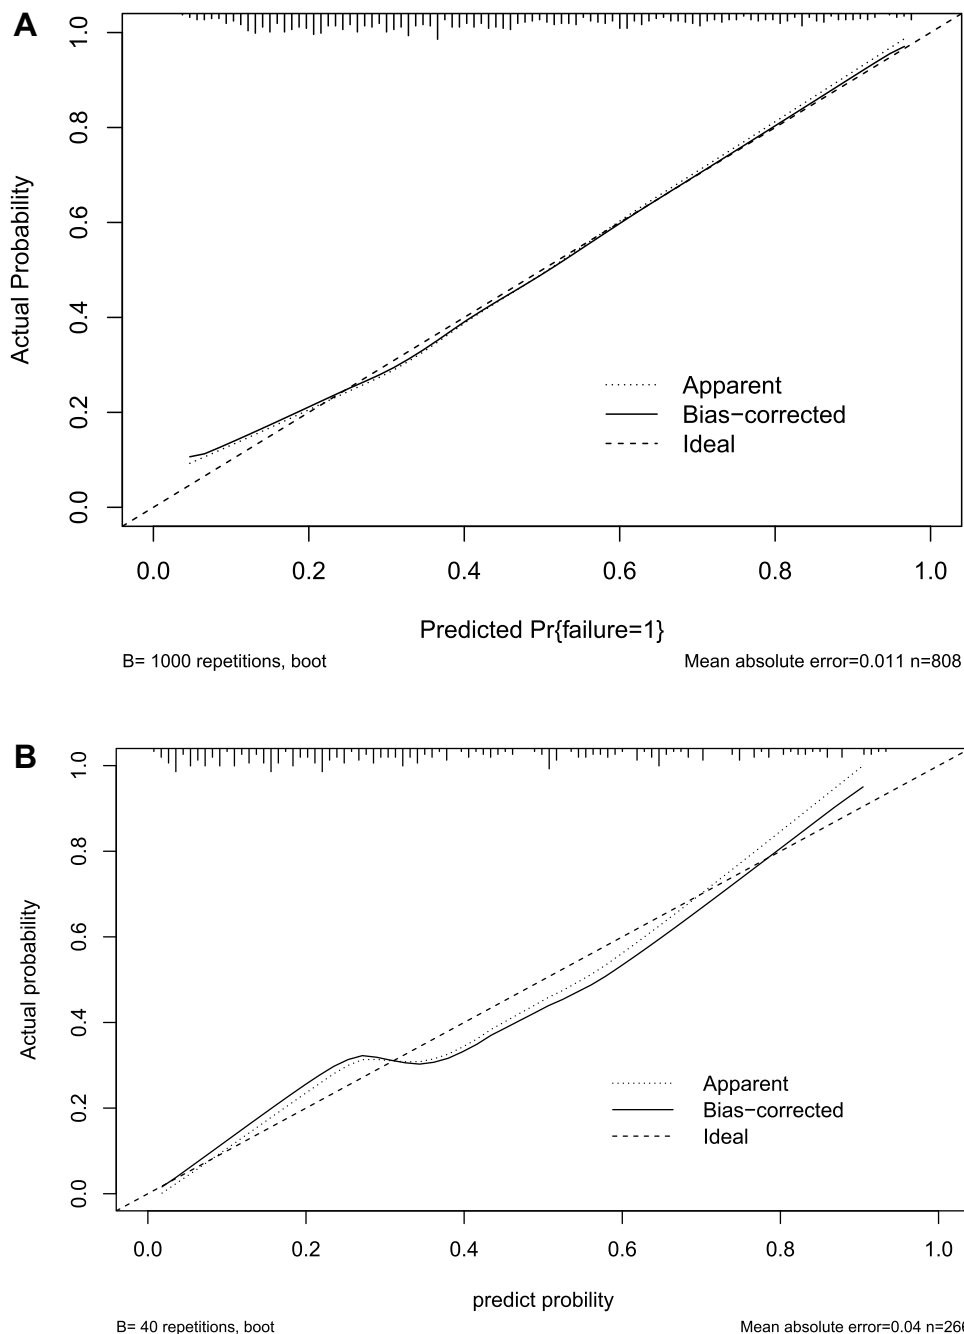 A
1.0
0.8
0.6
0.4
0.2
0.0
Actual Probability
Apparent
Bias−corrected
Ideal
0.0 0.2 0.4 0.6 0.8 1.0
Predicted Pr{failure=1}
B= 1000 repetitions, boot Mean absolute error=0.011 n=808
B
1.0
0.8
0.6
0.4
0.2
0.0
Actual probability
Apparent
Bias−corrected
Ideal
0.0 0.2 0.4 0.6 0.8 1.0
predict probility
B= 40 repetitions, boot Mean absolute error=0.04 n=266